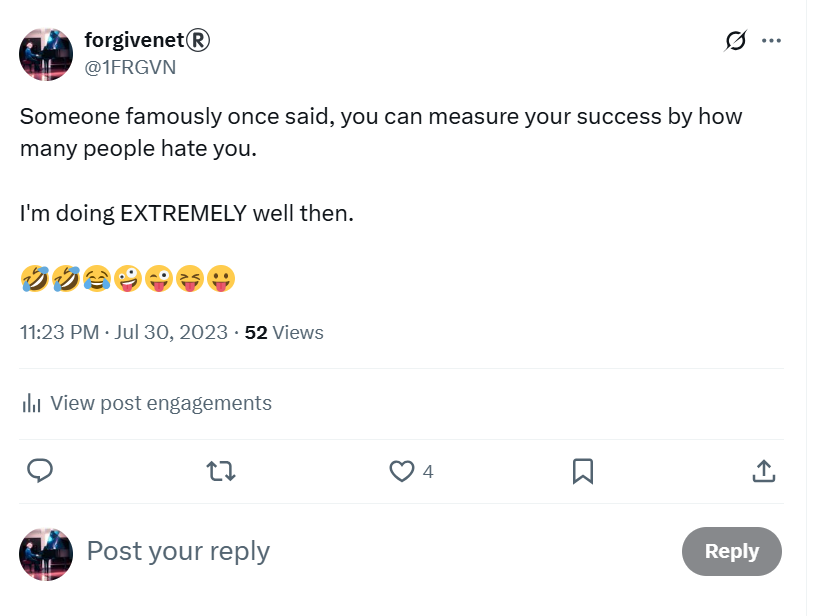 forgivenet®
@1FRGVN
Someone famously once said, you can measure your success by how
many people hate you.
I'm doing EXTREMELY well then.
🤣🤣😂🤪😜😝😛
11:23 PM · Jul 30, 2023 · 52 Views
View post engagements
4
Post your reply
Reply